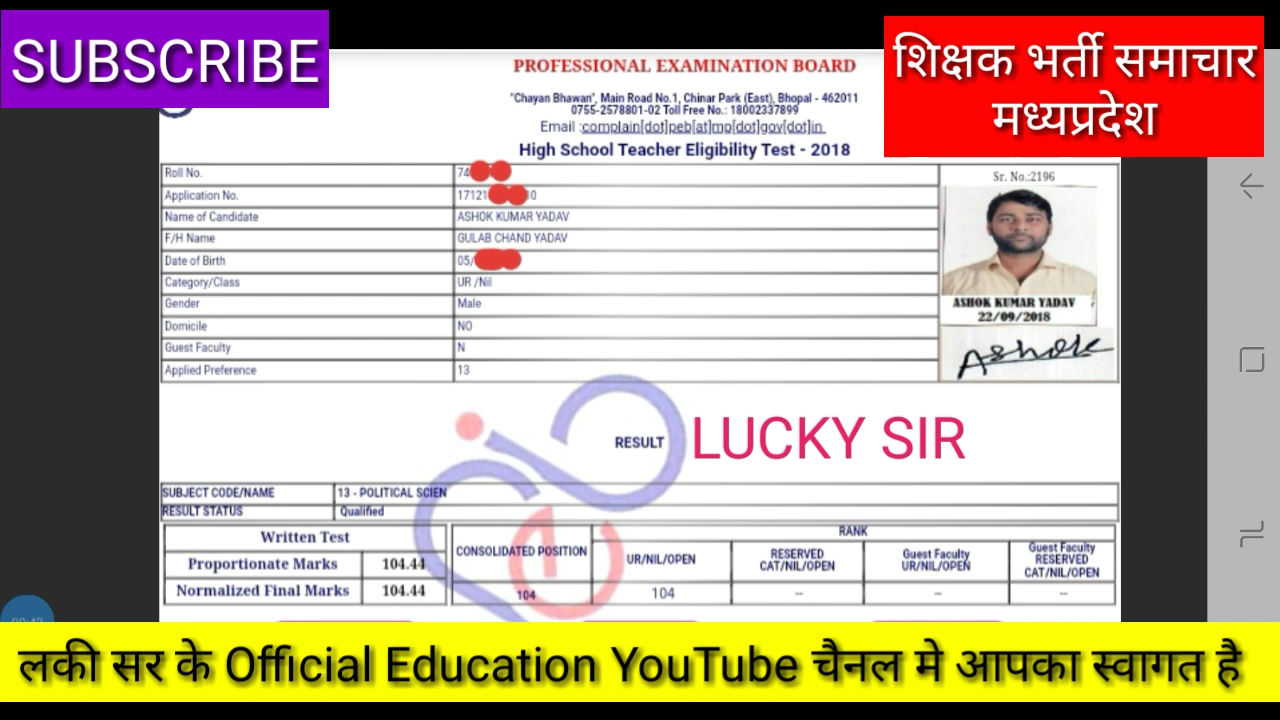 SUBSCRIBE
शिक्षक भर्ती समाचार
मध्यप्रदेश
PROFESSIONAL EXAMINATION BOARD
"Chayan Bhawan", Main Road No.1, Chinar Park (East), Bhopal - 462011
0755-2578801-02 Toll Free No.: 18002337899
Email :complain[dot]peb[at]mp[dot]gov[dot]in
High School Teacher Eligibility Test - 2018
Roll No. 74
Application No. 17121 0
Name of Candidate ASHOK KUMAR YADAV
F/H Name GULAB CHAND YADAV
Date of Birth 05/
Category/Class UR /Nil
Gender Male
Domicile NO
Guest Faculty N
Applied Preference 13
Sr. No.:2196
ASHOK KUMAR YADAV
22/09/2018
Ashok
RESULT LUCKY SIR
SUBJECT CODE/NAME 13 - POLITICAL SCIEN
RESULT STATUS Qualified
Written Test CONSOLIDATED POSITION RANK
Proportionate Marks 104.44 UR/NIL/OPEN RESERVED CAT/NIL/OPEN Guest Faculty UR/NIL/OPEN Guest Faculty RESERVED CAT/NIL/OPEN
Normalized Final Marks 104.44 104 104 -- -- --
लकी सर के Official Education YouTube चैनल मे आपका स्वागत है